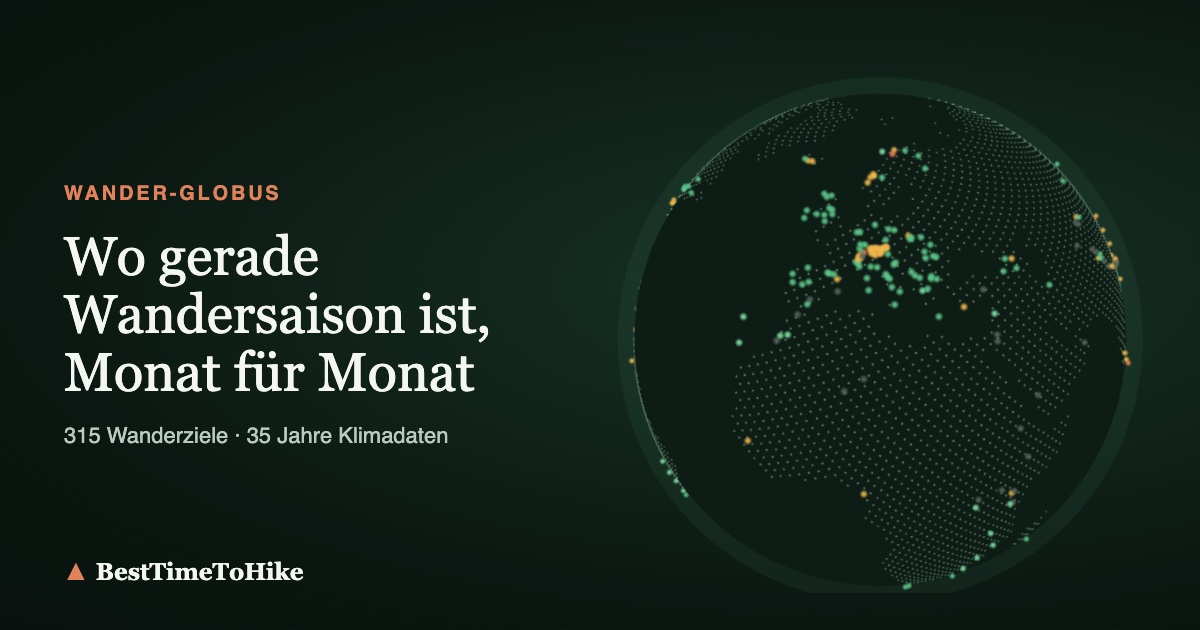 WANDER-GLOBUS
Wo gerade
Wandersaison ist,
Monat für Monat
315 Wanderziele · 35 Jahre Klimadaten
BestTimeToHike